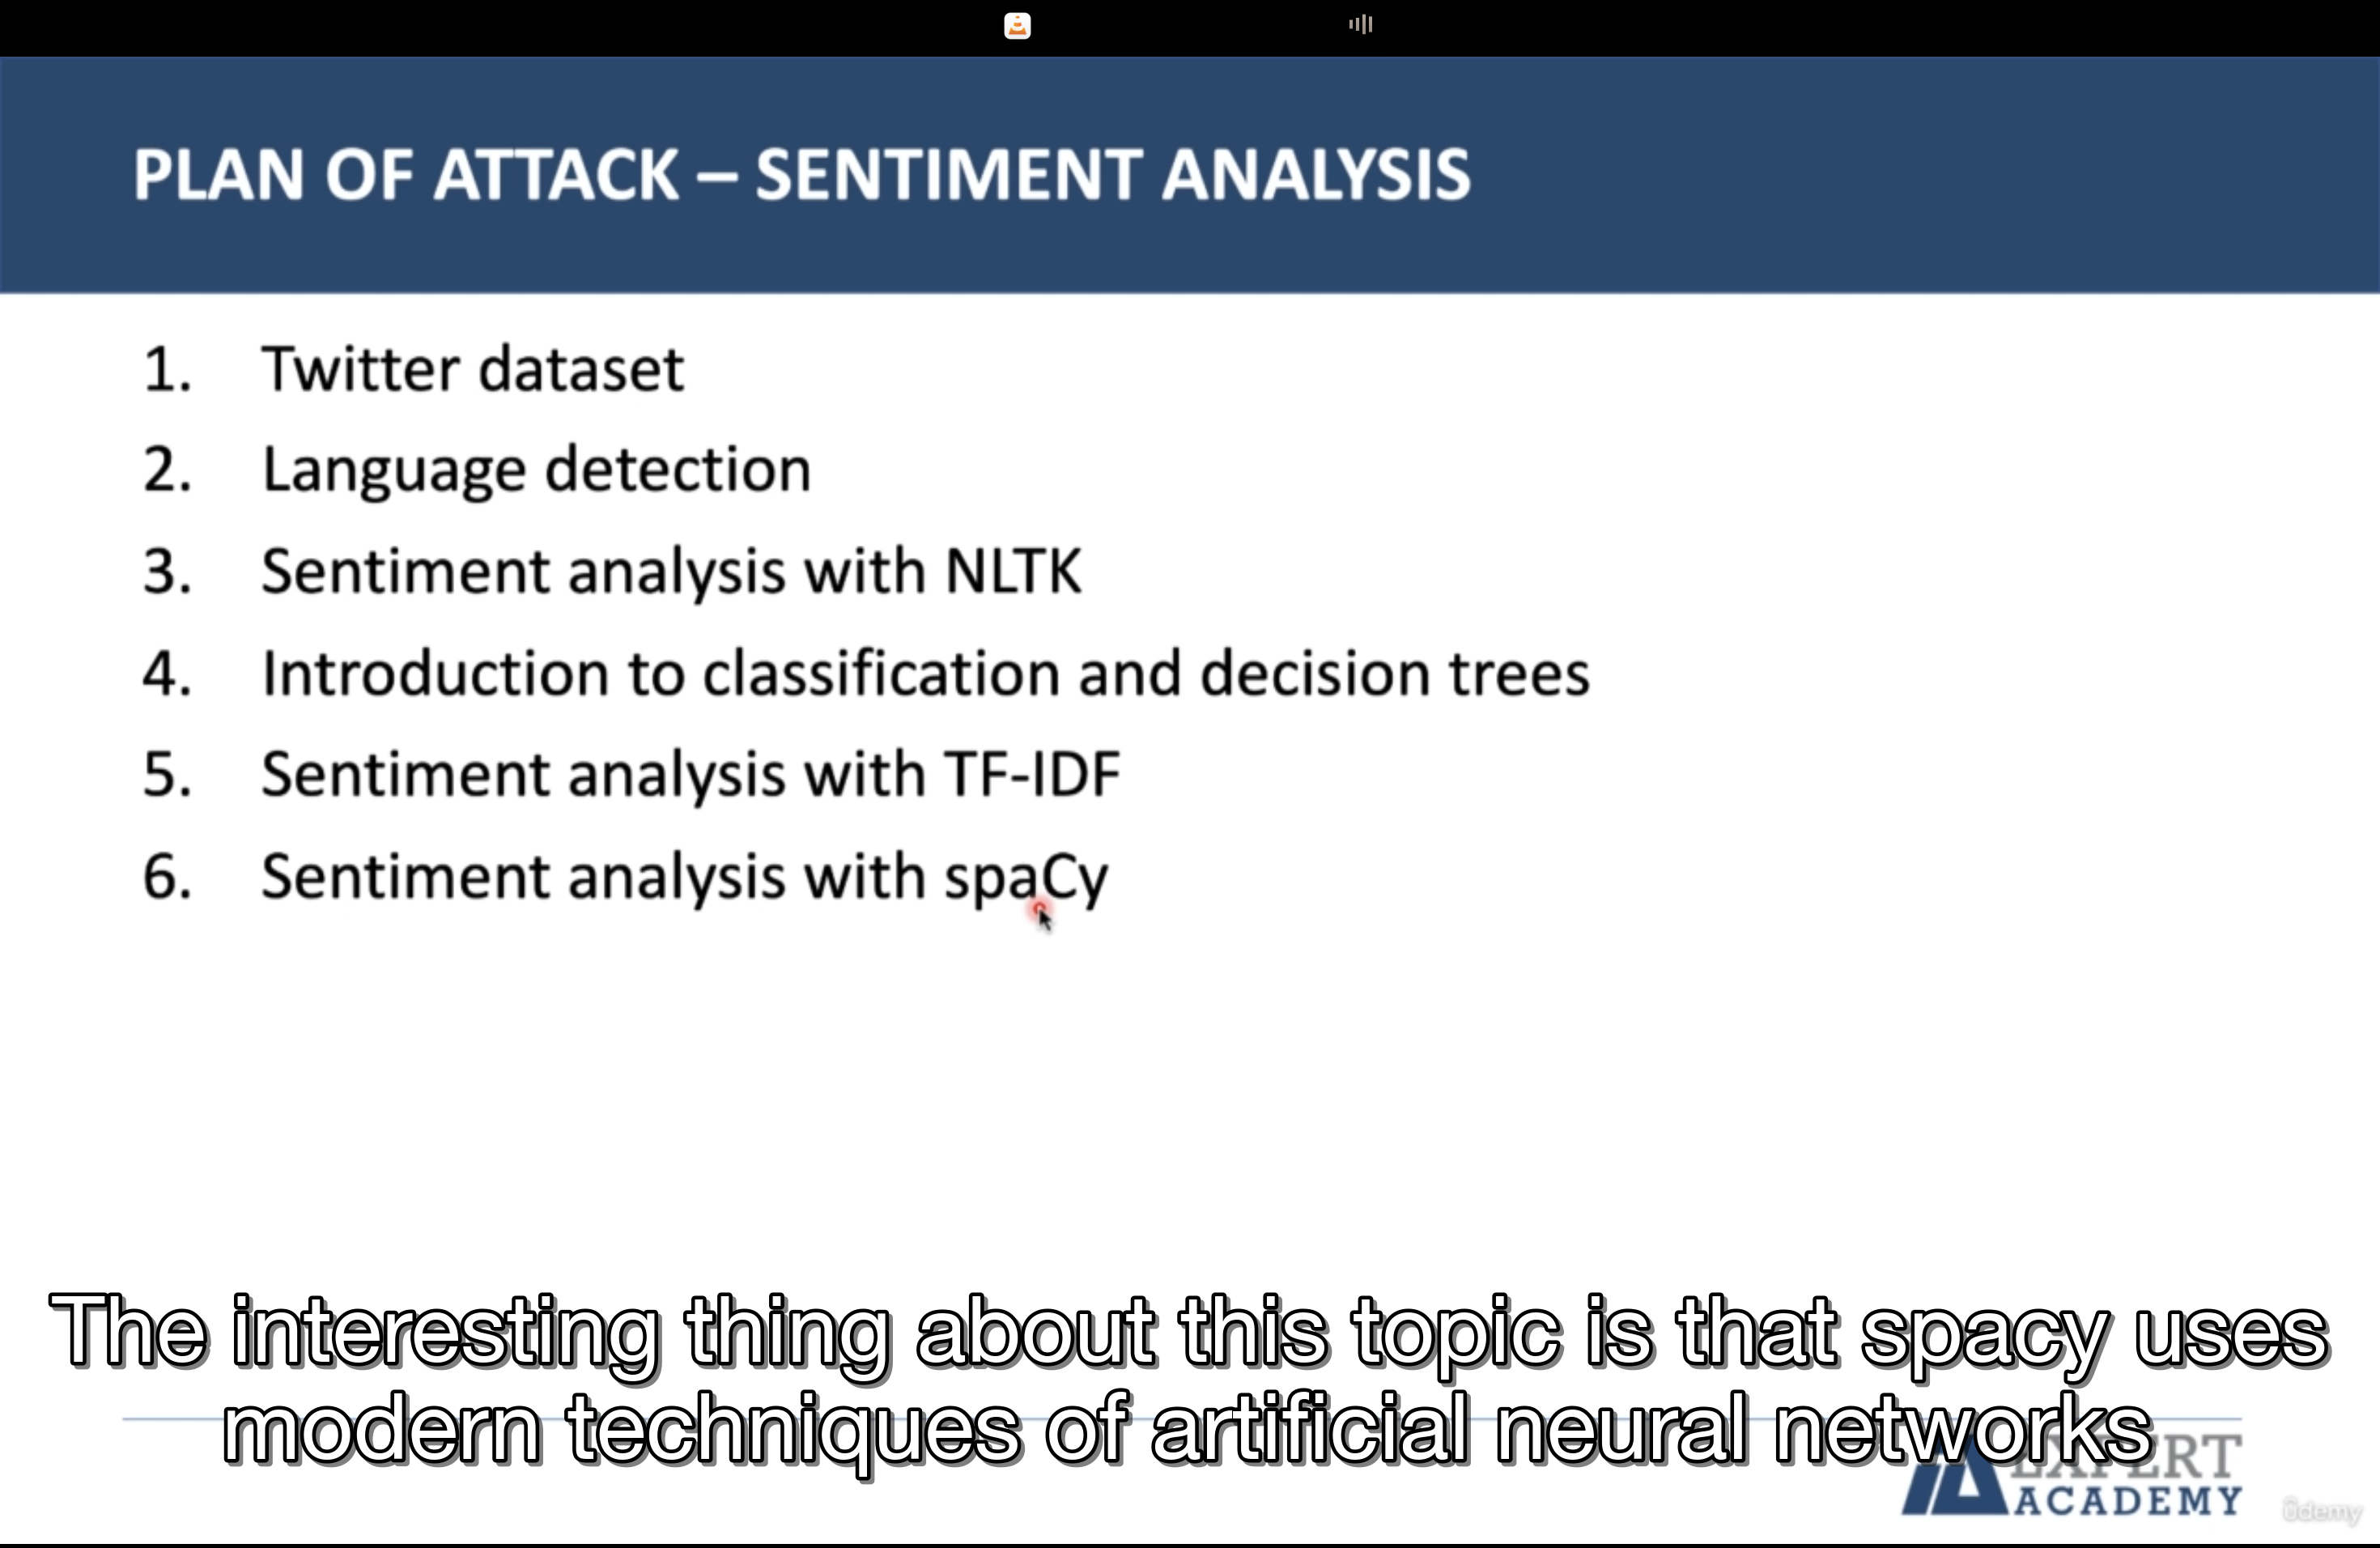 PLAN OF ATTACK – SENTIMENT ANALYSIS
1. Twitter dataset
2. Language detection
3. Sentiment analysis with NLTK
4. Introduction to classification and decision trees
5. Sentiment analysis with TF-IDF
6. Sentiment analysis with spaCy
The interesting thing about this topic is that spacy uses
modern techniques of artificial neural networks
EXPERT
ACADEMY
ûdemy